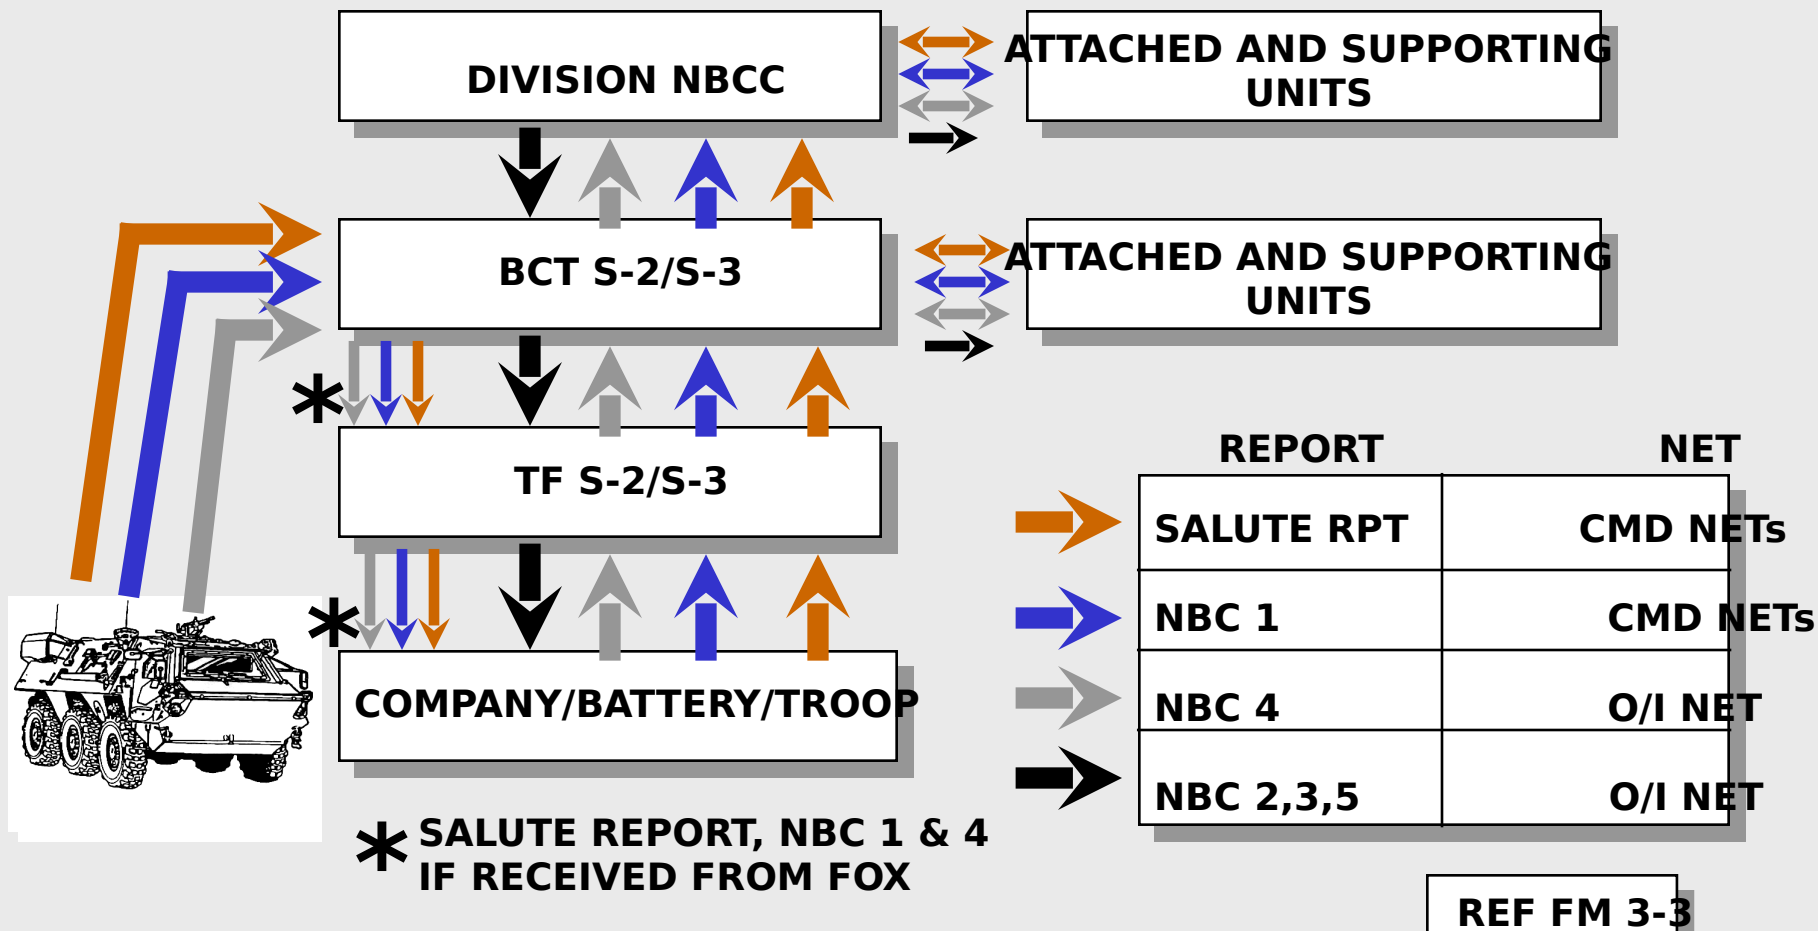 DIVISION NBCC
ATTACHED AND SUPPORTING
UNITS
BCT S-2/S-3
ATTACHED AND SUPPORTING
UNITS
*
TF S-2/S-3
*
COMPANY/BATTERY/TROOP
REPORT NET
SALUTE RPT CMD NETs
NBC 1 CMD NETs
NBC 4 O/I NET
NBC 2,3,5 O/I NET
* SALUTE REPORT, NBC 1 & 4
IF RECEIVED FROM FOX
REF FM 3-3